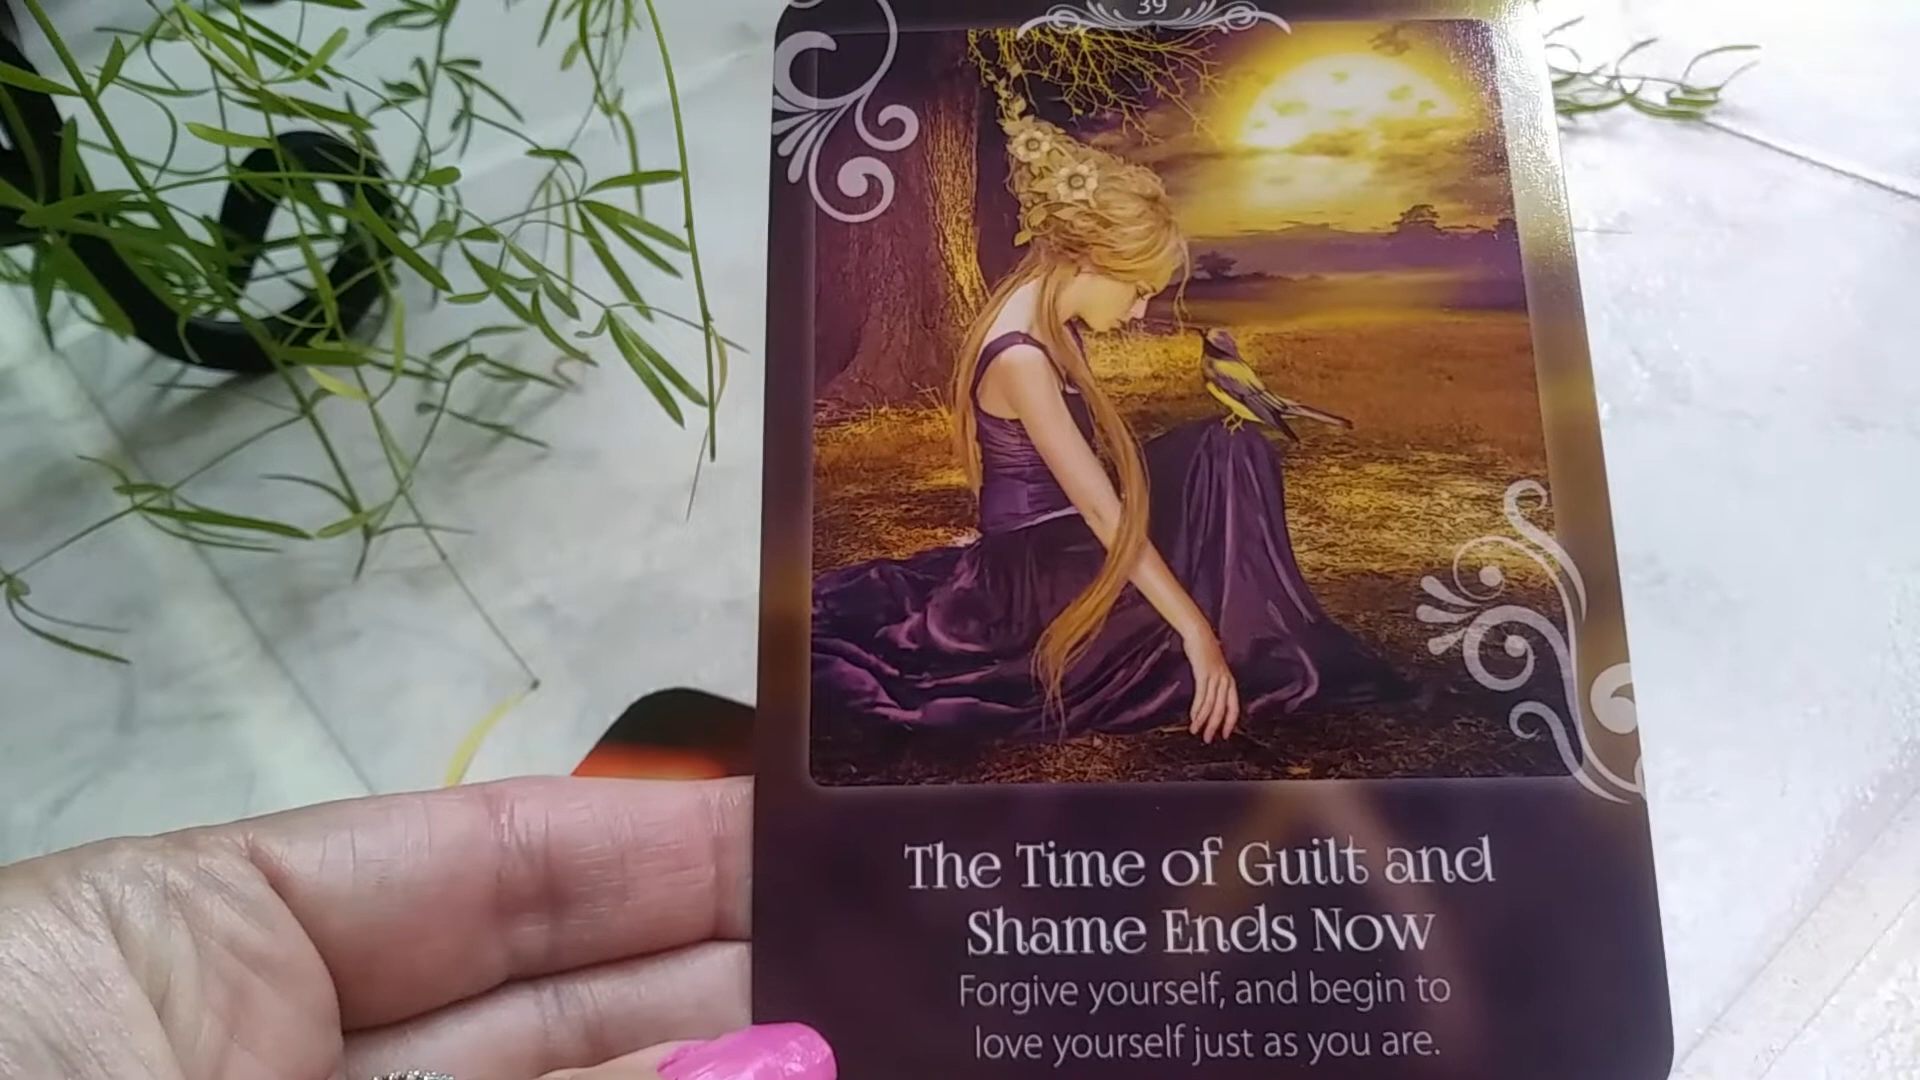 39
The Time of Guilt and
Shame Ends Now
Forgive yourself, and begin to
love yourself just as you are.